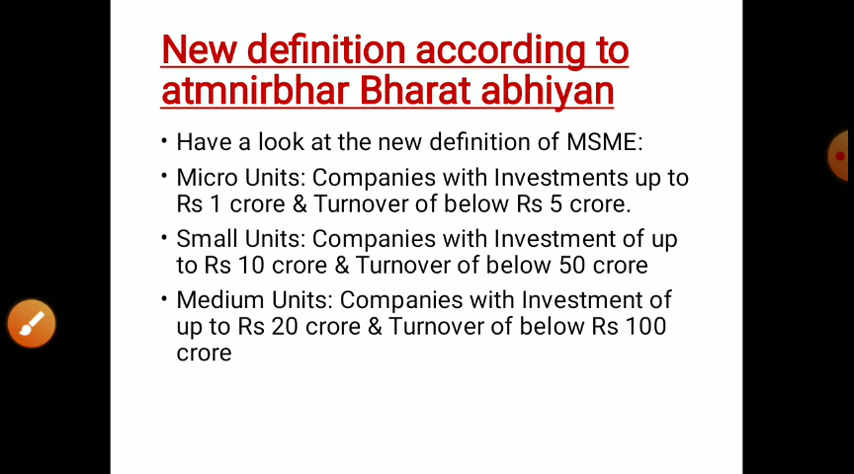 New definition according to
atmnirbhar Bharat abhiyan
• Have a look at the new definition of MSME:
• Micro Units: Companies with Investments up to
Rs 1 crore & Turnover of below Rs 5 crore.
• Small Units: Companies with Investment of up
to Rs 10 crore & Turnover of below 50 crore
• Medium Units: Companies with Investment of
up to Rs 20 crore & Turnover of below Rs 100
crore